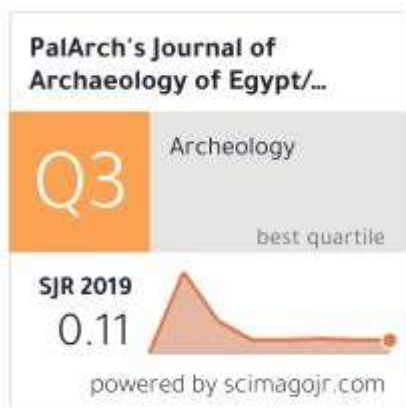 PalArch's Journal of
Archaeology of Egypt/...
Q3
Archeology
best quartile
SJR 2019
0.11
powered by scimagojr.com